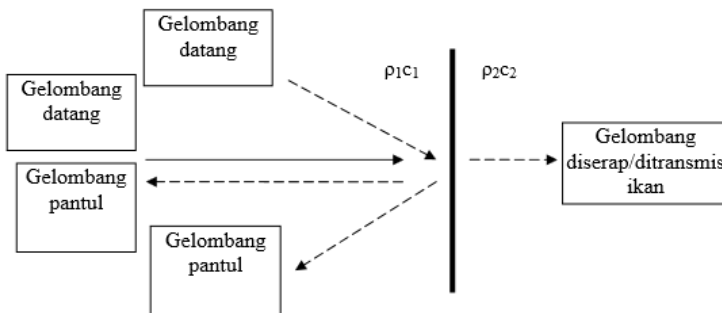 Gelombang
datang
ρ₁c₁
ρ₂c₂
Gelombang
datang
Gelombang
diserap/ditransmis
ikan
Gelombang
pantul
Gelombang
pantul